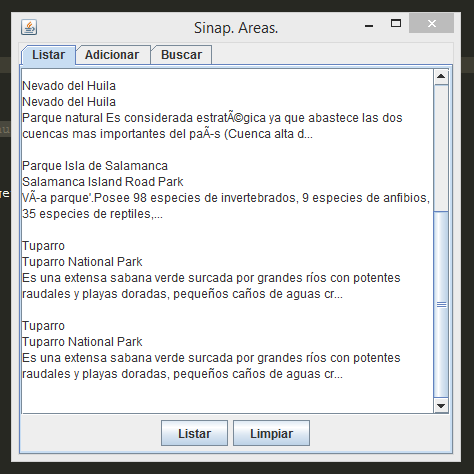 Sinap. Areas.
Listar Adicionar Buscar
Nevado del Huila
Nevado del Huila
Parque natural Es considerada estratÃ©gica ya que abastece las dos
cuencas mas importantes del paÃ-s (Cuenca alta d...
Parque Isla de Salamanca
Salamanca Island Road Park
VÃ-a parque'.Posee 98 especies de invertebrados, 9 especies de anfibios,
35 especies de reptiles,...
Tuparro
Tuparro National Park
Es una extensa sabana verde surcada por grandes ríos con potentes
raudales y playas doradas, pequeños caños de aguas cr...
Tuparro
Tuparro National Park
Es una extensa sabana verde surcada por grandes ríos con potentes
raudales y playas doradas, pequeños caños de aguas cr...
Listar Limpiar